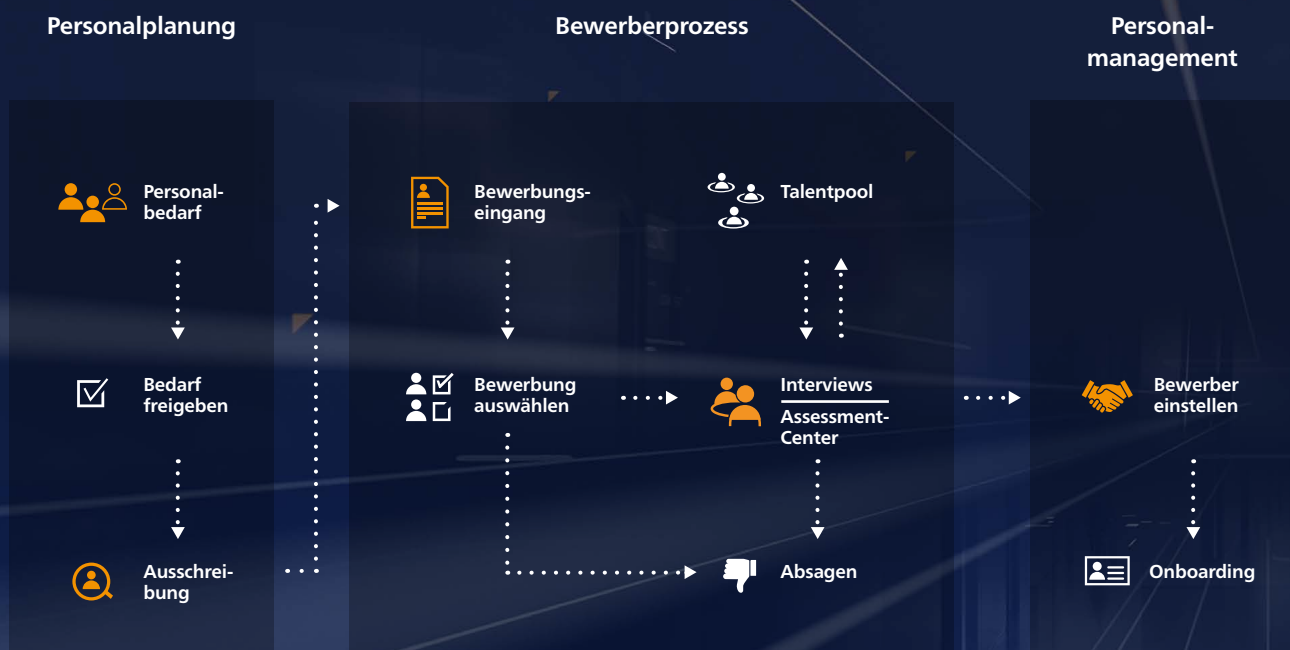 Personalplanung
Bewerberprozess
Personal-
management
Personal-
bedarf
Bedarf
freigeben
Ausschrei-
bung
Bewerbungs-
eingang
Bewerbung
auswählen
Talentpool
Interviews
Assessment-
Center
Absagen
Bewerber
einstellen
Onboarding